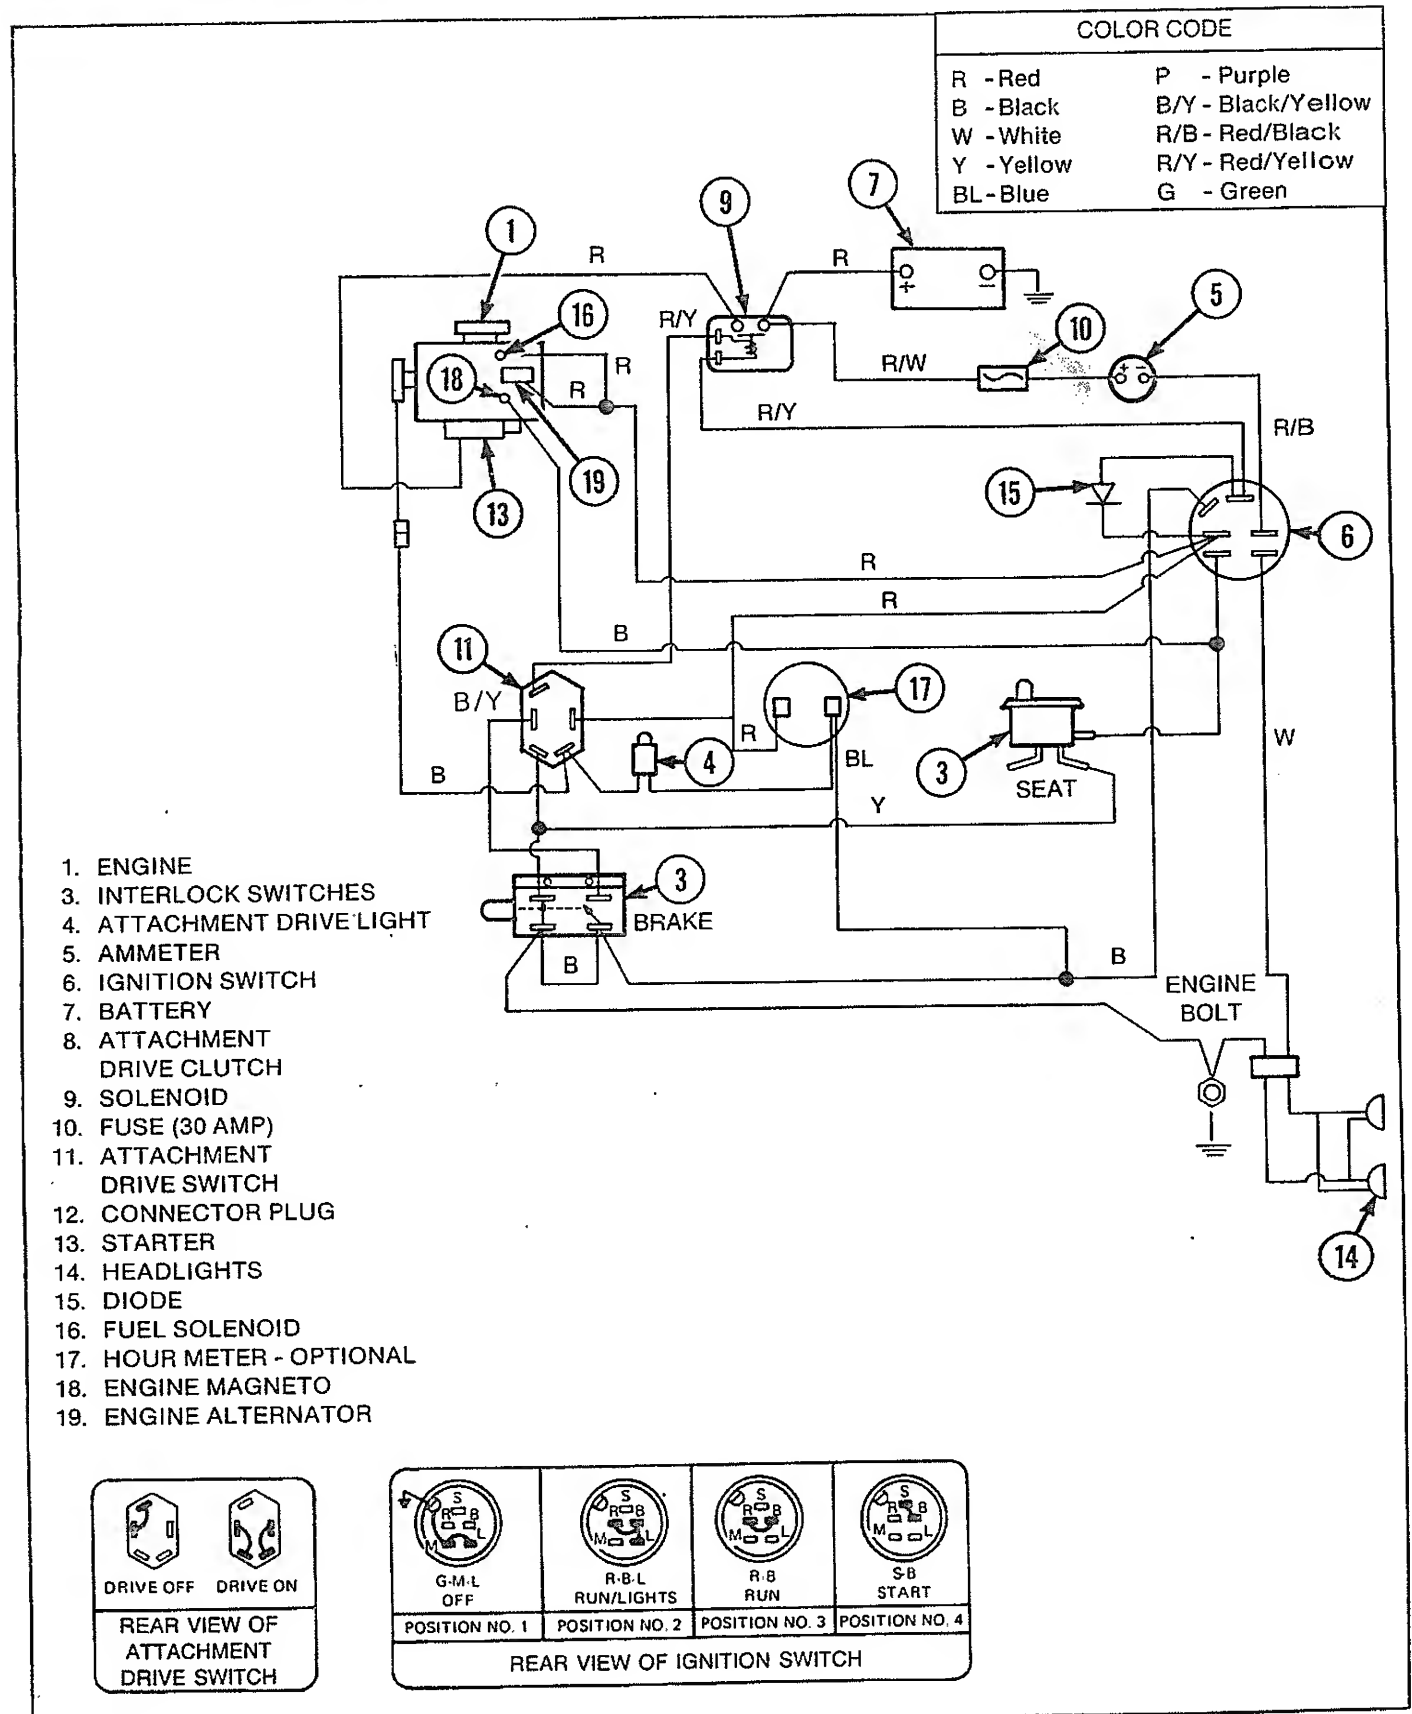 COLOR CODE
R - Red
P - Purple
B - Black
B/Y - Black/Yellow
W - White
R/B - Red/Black
Y - Yellow
R/Y - Red/Yellow
BL - Blue
G - Green
9
7
1
R
R
5
16
R/Y
10
18
R
R/W
R
R/Y
R/B
19
15
13
6
R
R
B
11
17
B/Y
R
4
BL
3
W
B
SEAT
Y
3
BRAKE
B
B
ENGINE
BOLT
14
1. ENGINE
3. INTERLOCK SWITCHES
4. ATTACHMENT DRIVE LIGHT
5. AMMETER
6. IGNITION SWITCH
7. BATTERY
8. ATTACHMENT
DRIVE CLUTCH
9. SOLENOID
10. FUSE (30 AMP)
11. ATTACHMENT
DRIVE SWITCH
12. CONNECTOR PLUG
13. STARTER
14. HEADLIGHTS
15. DIODE
16. FUEL SOLENOID
17. HOUR METER - OPTIONAL
18. ENGINE MAGNETO
19. ENGINE ALTERNATOR
DRIVE OFF DRIVE ON
REAR VIEW OF
ATTACHMENT
DRIVE SWITCH
S
R B
M L
G-M-L
OFF
POSITION NO. 1
S
R B
M L
R-B-L
RUN/LIGHTS
POSITION NO. 2
S
R B
M L
R-B
RUN
POSITION NO. 3
S
R B
M L
S-B
START
POSITION NO. 4
REAR VIEW OF IGNITION SWITCH